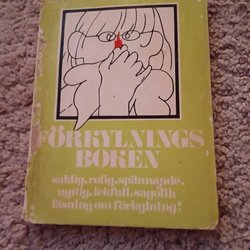 FÖRKYLNINGS
BOKEN
saklig, rolig, spännande,
nyttig, lekfull, sagolik
läsning om förkylning!